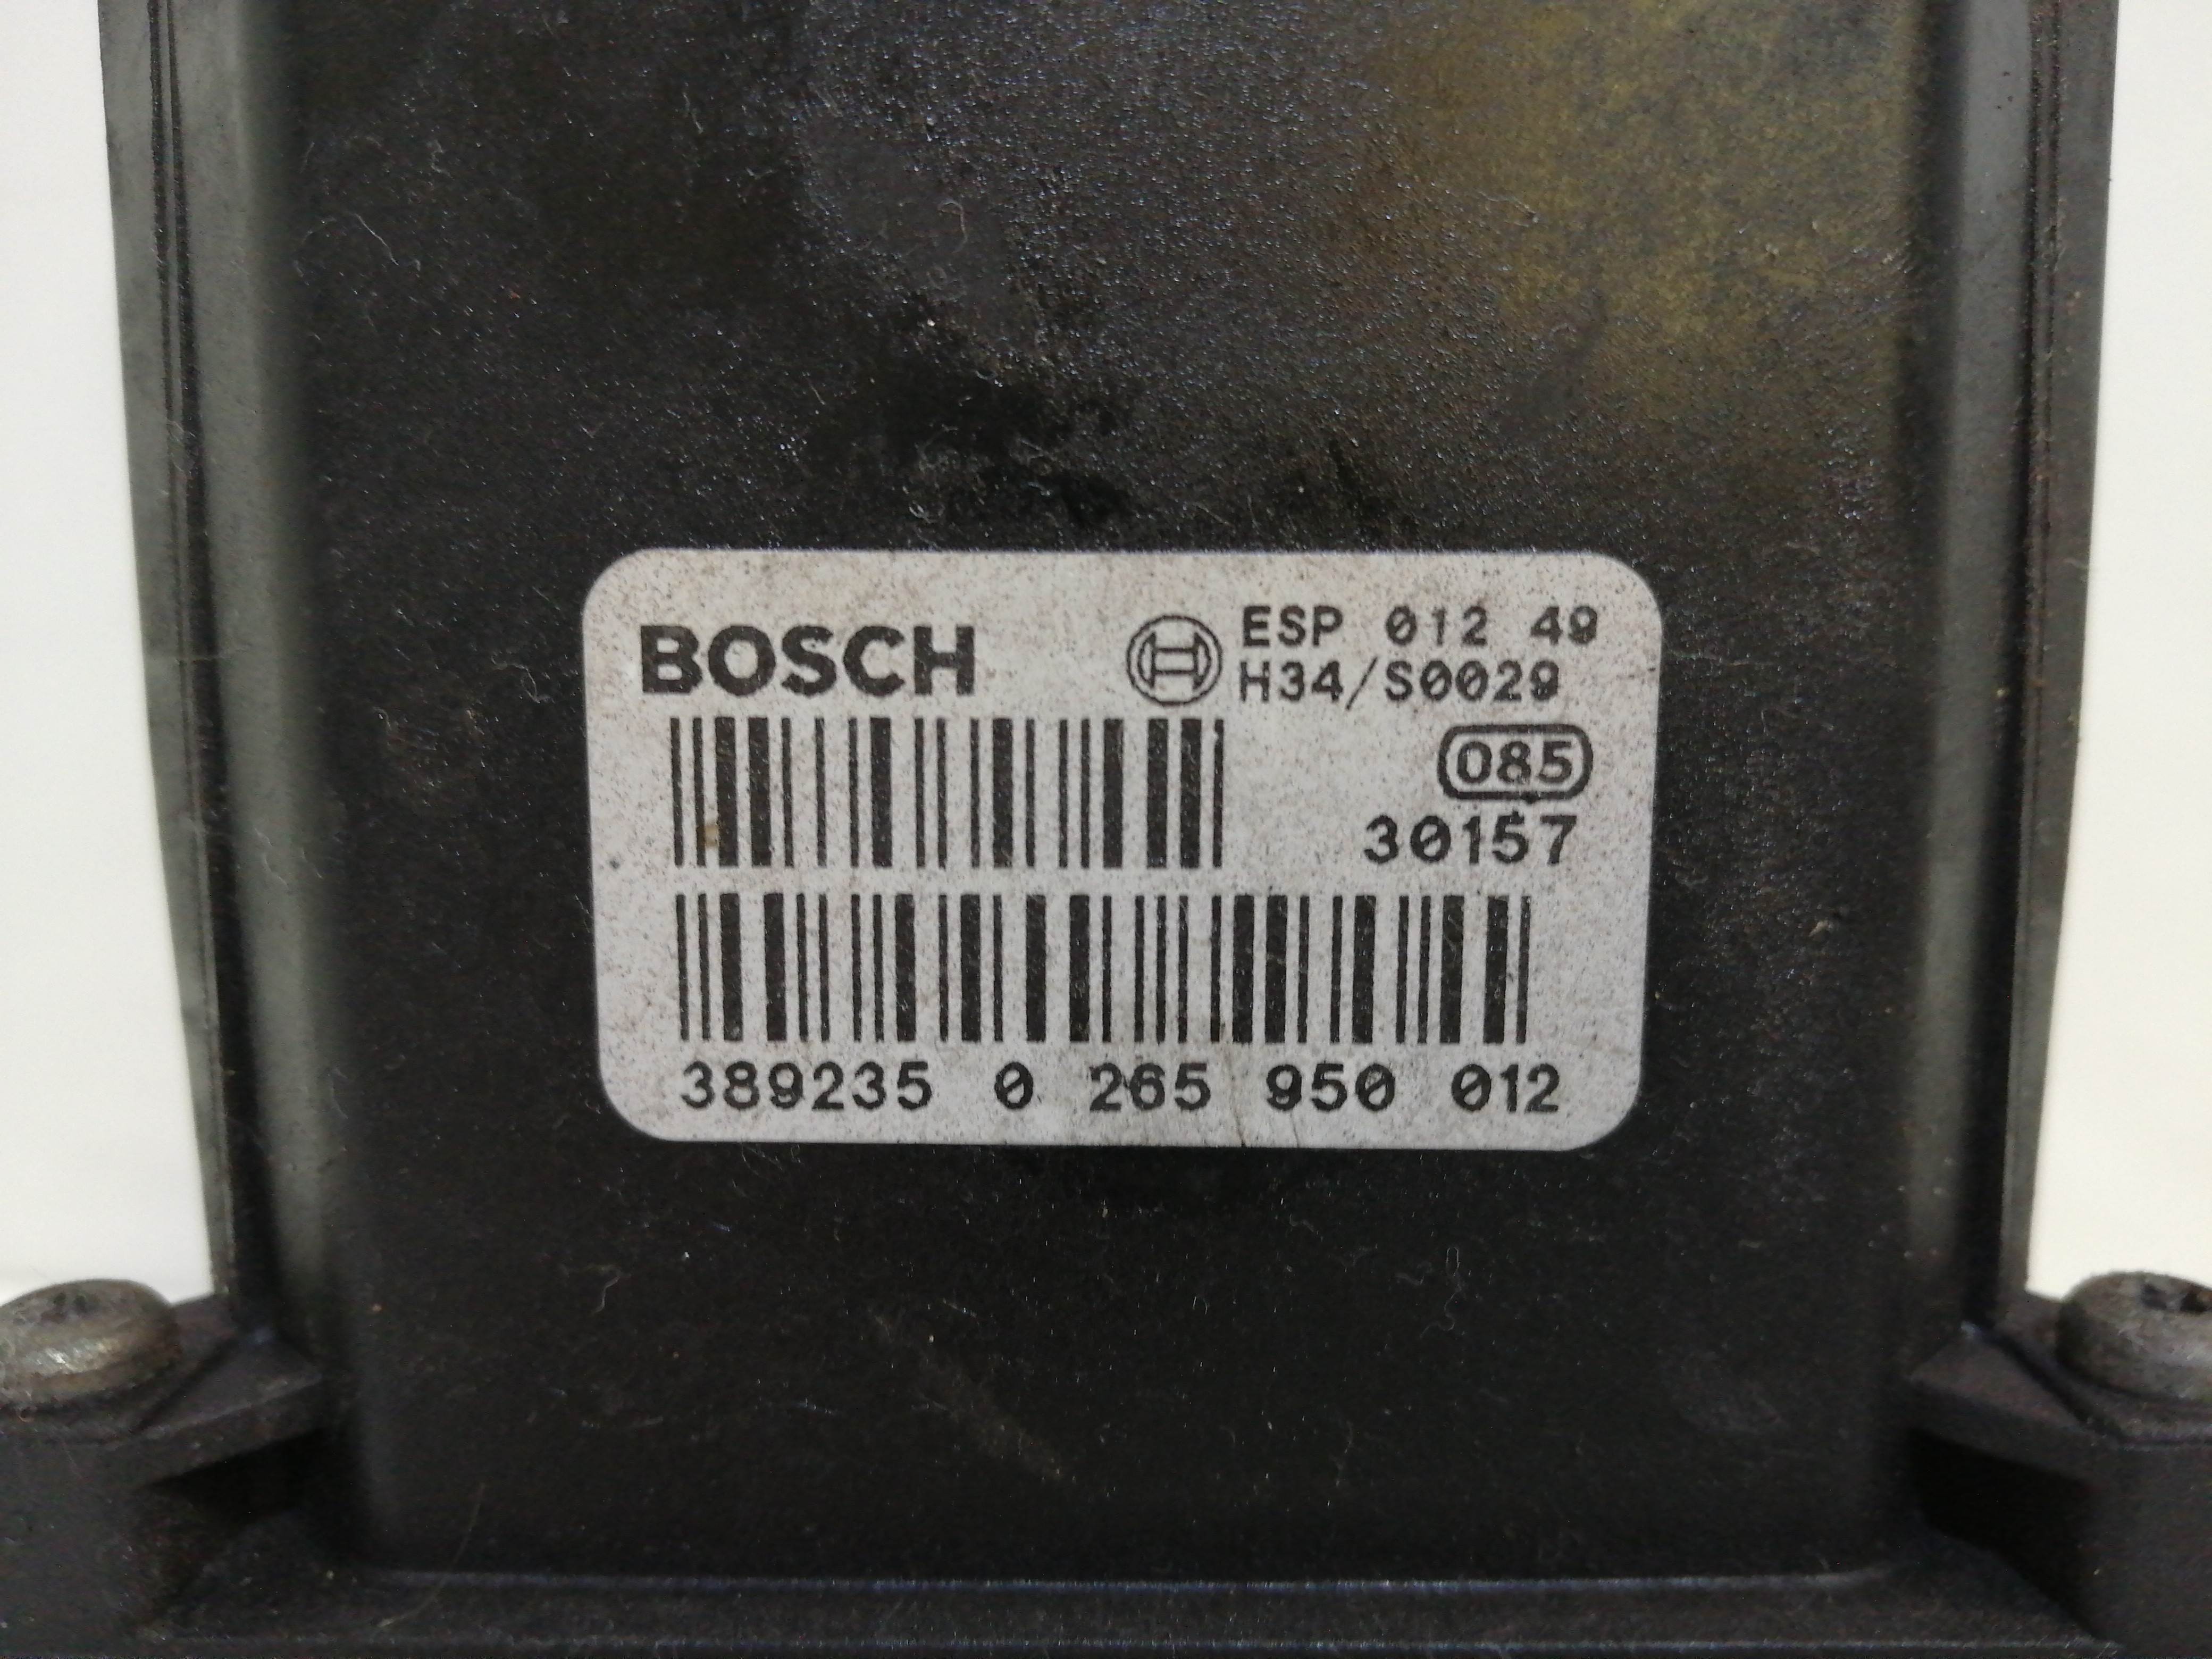 BOSCH ESP 012 49
H34/S0029
085
30157
389235 0 265 950 012